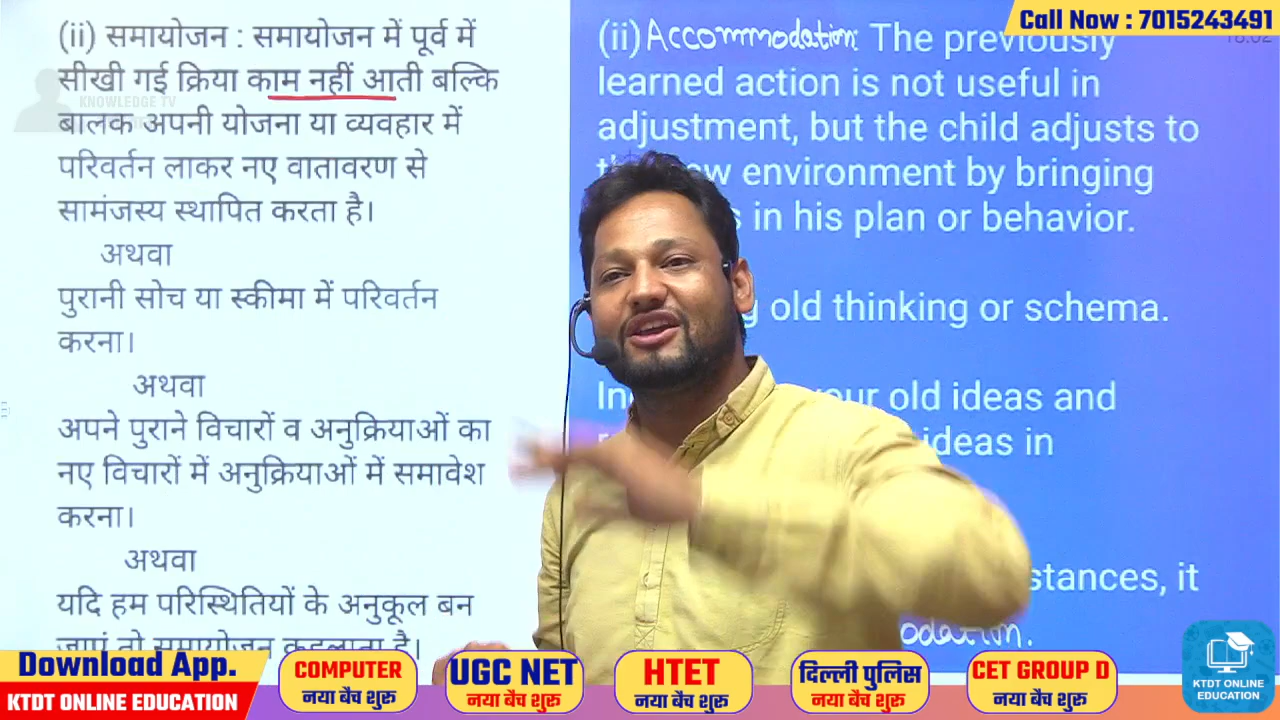 Call Now : 7015243491
(ii) समायोजन : समायोजन में पूर्व में
सीखी गई क्रिया काम नहीं आती बल्कि
बालक अपनी योजना या व्यवहार में
परिवर्तन लाकर नए वातावरण से
सामंजस्य स्थापित करता है।
अथवा
पुरानी सोच या स्कीमा में परिवर्तन
करना।
अथवा
अपने पुराने विचारों व अनुक्रियाओं का
नए विचारों में अनुक्रियाओं में समावेश
करना।
अथवा
यदि हम परिस्थितियों के अनुकूल बन
जाएं तो समायोजन कहलाता है।
KNOWLEDGE TV
(ii) Accommodation: The previously
learned action is not useful in
adjustment, but the child adjusts to
new environment by bringing
in his plan or behavior.
old thinking or schema.
your old ideas and
ideas in
it
Download App.
KTDT ONLINE EDUCATION
COMPUTER
नया बैच शुरू
UGC NET
नया बैच शुरू
HTET
नया बैच शुरू
दिल्ली पुलिस
नया बैच शुरू
CET GROUP D
नया बैच शुरू
KTDT ONLINE
EDUCATION